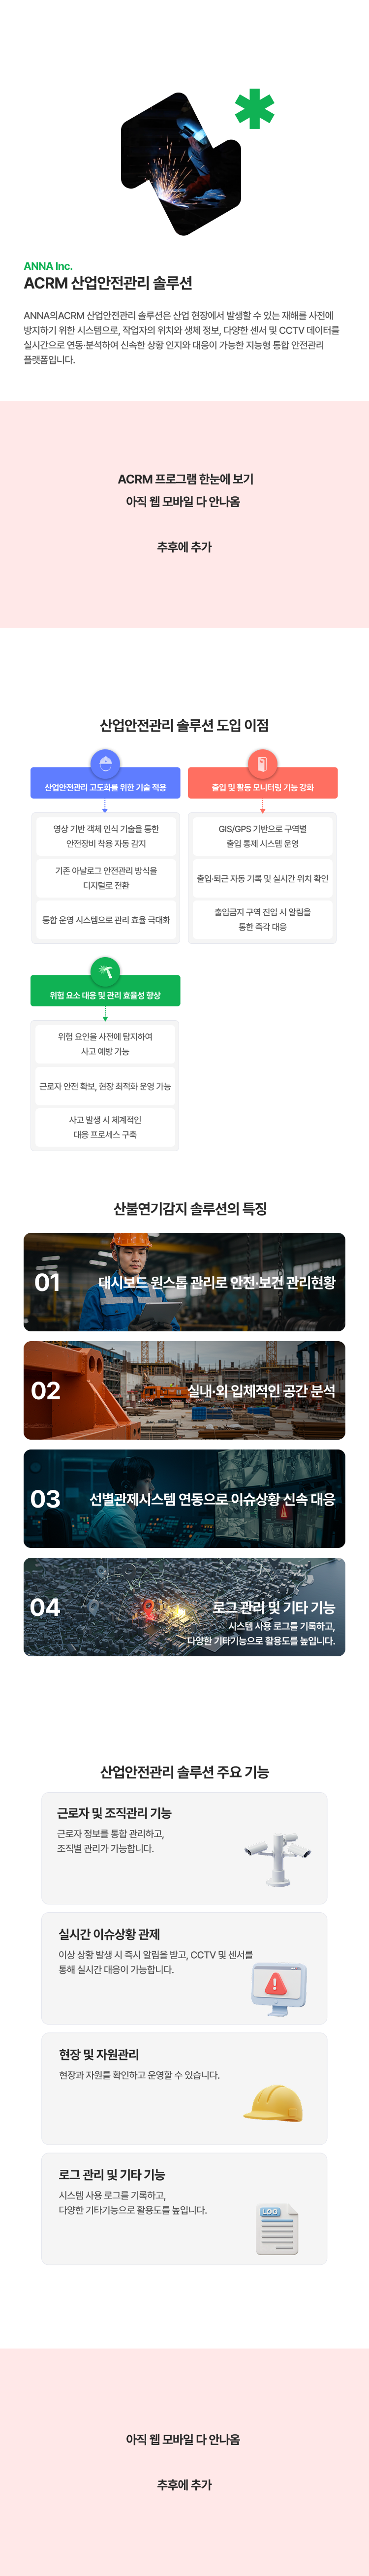 ANNA Inc.
ACRM 산업안전관리 솔루션
ANNA의ACRM 산업안전관리 솔루션은 산업 현장에서 발생할 수 있는 재해를 사전에
방지하기 위한 시스템으로, 작업자의 위치와 생체 정보, 다양한 센서 및 CCTV 데이터를
실시간으로 연동·분석하여 신속한 상황 인지와 대응이 가능한 지능형 통합 안전관리
플랫폼입니다.
ACRM 프로그램 한눈에 보기
아직 웹 모바일 다 안나옴
추후에 추가
산업안전관리 솔루션 도입 이점
산업안전관리 고도화를 위한 기술 적용
영상 기반 객체 인식 기술을 통한
안전장비 착용 자동 감지
기존 아날로그 안전관리 방식을
디지털로 전환
통합 운영 시스템으로 관리 효율 극대화
출입 및 활동 모니터링 기능 강화
GIS/GPS 기반으로 구역별
출입 통제 시스템 운영
출입·퇴근 자동 기록 및 실시간 위치 확인
출입금지 구역 진입 시 알림을
통한 즉각 대응
위험 요소 대응 및 관리 효율성 향상
위험 요인을 사전에 탐지하여
사고 예방 가능
근로자 안전 확보, 현장 최적화 운영 가능
사고 발생 시 체계적인
대응 프로세스 구축
산불연기감지 솔루션의 특징
01
대시보드 원스톱 관리로 안전·보건 관리현황
02
실내·외 입체적인 공간 분석
03
선별관제시스템 연동으로 이슈상황 신속 대응
04
로그 관리 및 기타 기능
시스템 사용 로그를 기록하고,
다양한 기타기능으로 활용도를 높입니다.
산업안전관리 솔루션 주요 기능
근로자 및 조직관리 기능
근로자 정보를 통합 관리하고,
조직별 관리가 가능합니다.
실시간 이슈상황 관제
이상 상황 발생 시 즉시 알림을 받고, CCTV 및 센서를
통해 실시간 대응이 가능합니다.
현장 및 자원관리
현장과 자원를 확인하고 운영할 수 있습니다.
로그 관리 및 기타 기능
시스템 사용 로그를 기록하고,
다양한 기타기능으로 활용도를 높입니다.
LOG
아직 웹 모바일 다 안나옴
추후에 추가